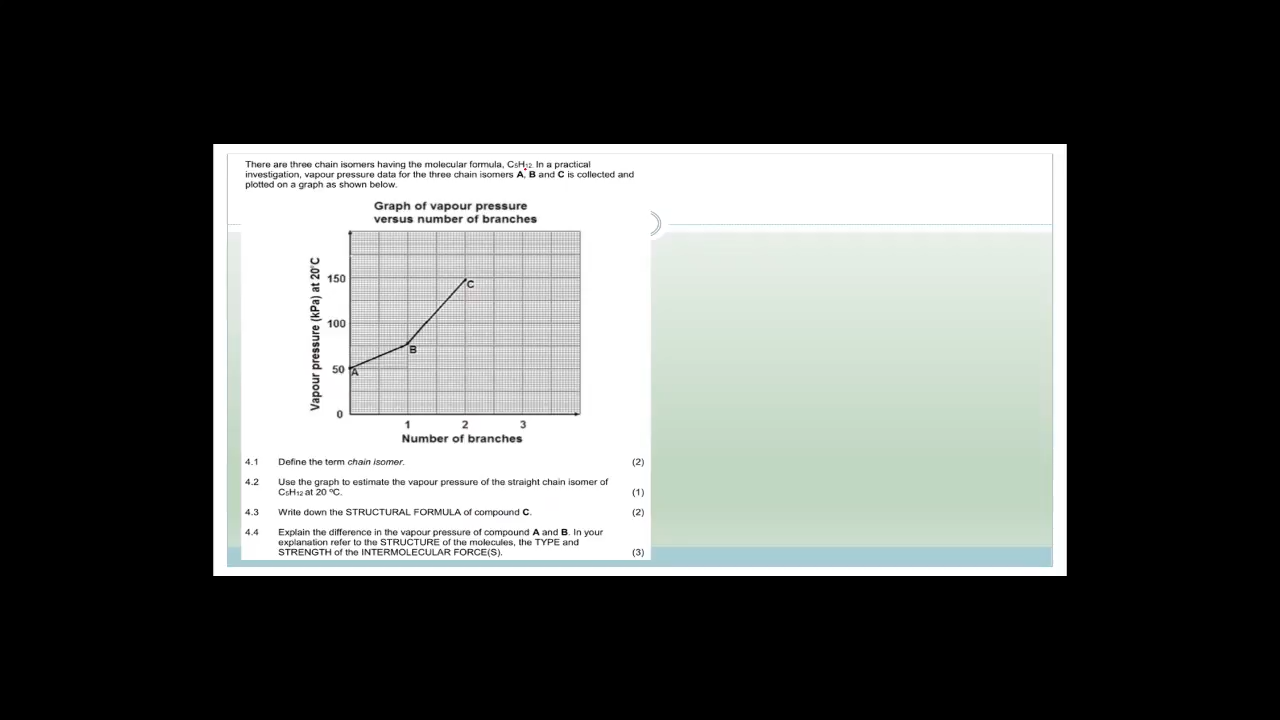 There are three chain isomers having the molecular formula, C₅H₁₂. In a practical
investigation, vapour pressure data for the three chain isomers A, B and C is collected and
plotted on a graph as shown below.
Graph of vapour pressure
versus number of branches
Vapour pressure (kPa) at 20°C
150
100
50
0
A
B
C
1 2 3
Number of branches
4.1 Define the term chain isomer. (2)
4.2 Use the graph to estimate the vapour pressure of the straight chain isomer of
C₅H₁₂ at 20 ºC. (1)
4.3 Write down the STRUCTURAL FORMULA of compound C. (2)
4.4 Explain the difference in the vapour pressure of compound A and B. In your
explanation refer to the STRUCTURE of the molecules, the TYPE and
STRENGTH of the INTERMOLECULAR FORCE(S). (3)